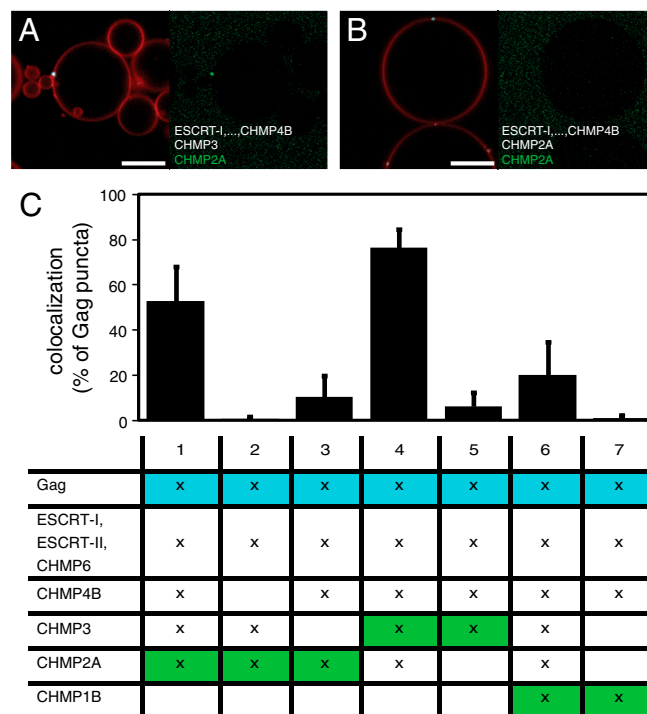 A
ESCRT-I,...,CHMP4B
CHMP3
CHMP2A
B
ESCRT-I,...,CHMP4B
CHMP2A
CHMP2A
C
colocalization
(% of Gag puncta)
100
80
60
40
20
0
1 2 3 4 5 6 7
Gag x x x x x x x
ESCRT-I,
ESCRT-II, x x x x x x x
CHMP6
CHMP4B x x x x x x
CHMP3 x x x x x
CHMP2A x x x x x
CHMP1B x x